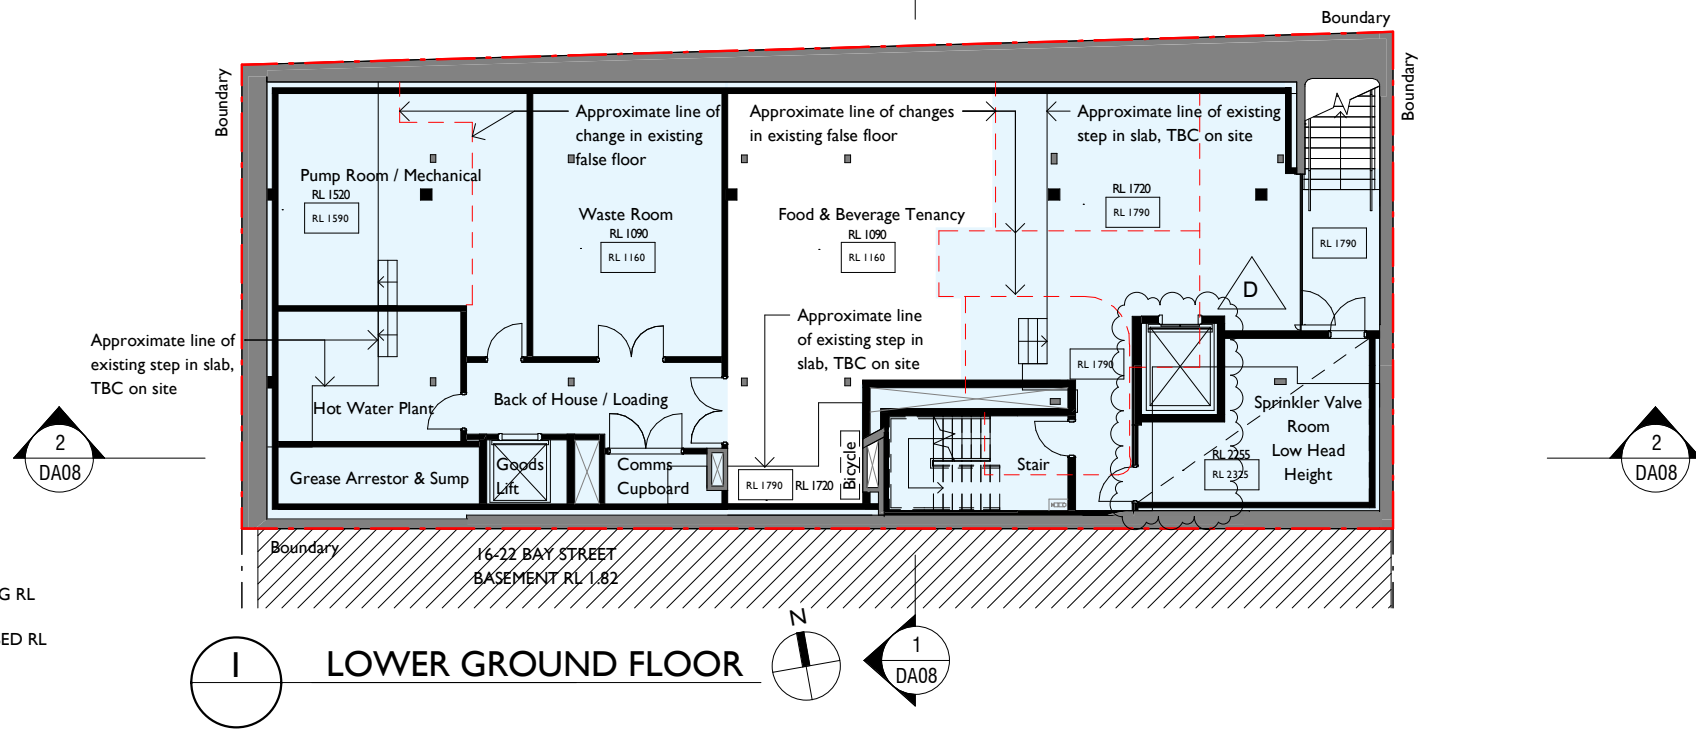 Boundary
Boundary
Boundary
Approximate line of
change in existing
false floor
Approximate line of changes
in existing false floor
Approximate line of existing
step in slab, TBC on site
Pump Room / Mechanical
RL 1520
RL 1590
Waste Room
RL 1090
RL 1160
Food & Beverage Tenancy
RL 1090
RL 1160
RL 1720
RL 1790
RL 1790
D
Approximate line of
existing step in slab,
TBC on site
Approximate line
of existing step in
slab, TBC on site
RL 1790
Hot Water Plant
Back of House / Loading
Sprinkler Valve
Room
Low Head
Height
RL 2255
RL 2325
2
DA08
2
DA08
Grease Arrestor & Sump
Goods
Lift
Comms
Cupboard
RL 1790
RL 1720
Bicycle
Stair
Boundary
16-22 BAY STREET
BASEMENT RL 1.82
G RL
ED RL
1
LOWER GROUND FLOOR
N
1
DA08